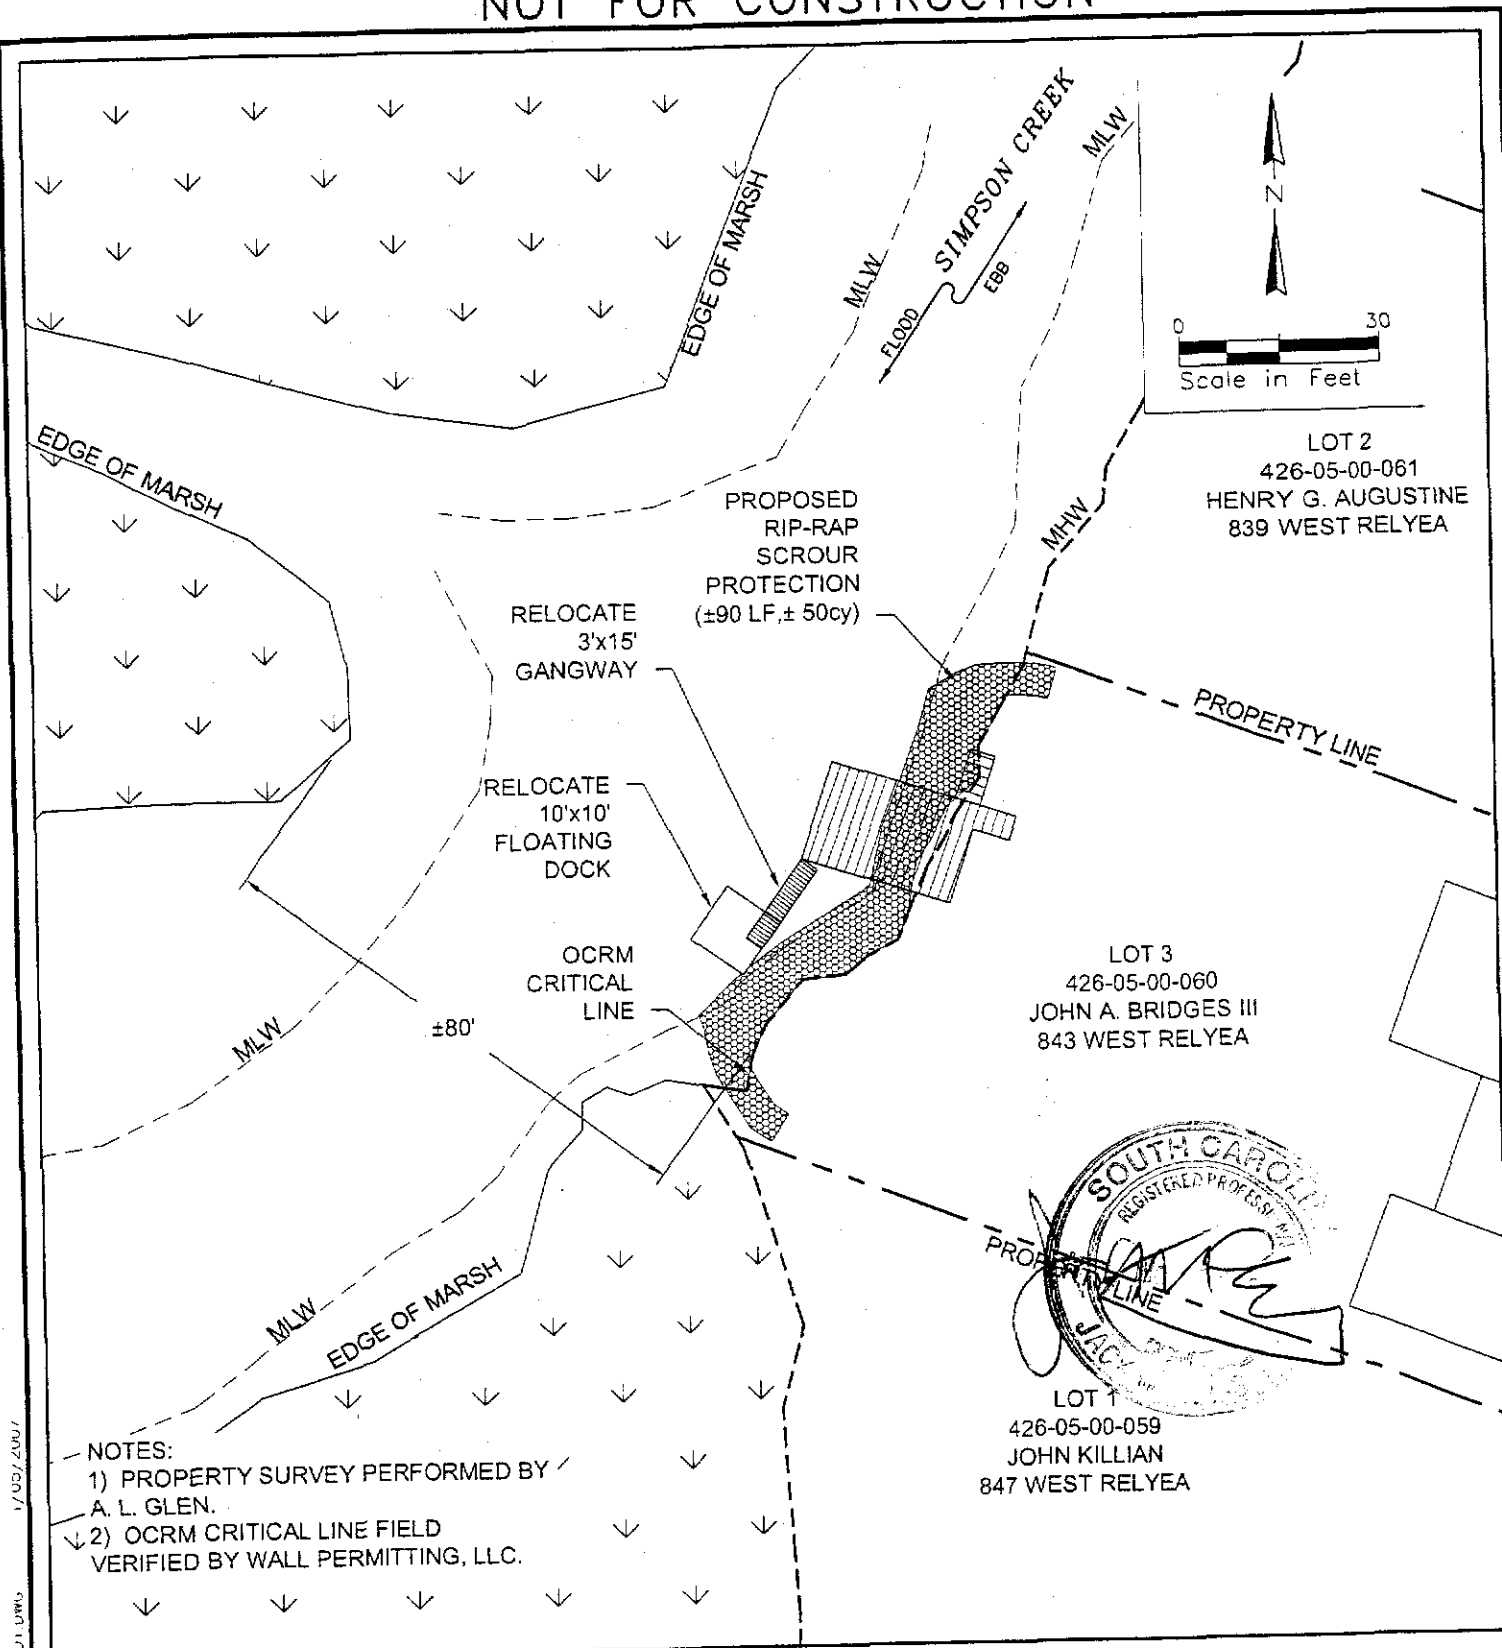 NOT FOR CONSTRUCTION
SIMPSON CREEK
MLW
EDGE OF MARSH
MLW
FLOOD
EBB
N
0 30
Scale in Feet
EDGE OF MARSH
LOT 2
426-05-00-061
HENRY G. AUGUSTINE
839 WEST RELYEA
PROPOSED
RIP-RAP
SCROUR
PROTECTION
(±90 LF,± 50cy)
MHW
RELOCATE
3'x15'
GANGWAY
PROPERTY LINE
RELOCATE
10'x10'
FLOATING
DOCK
OCRM
CRITICAL
LINE
LOT 3
426-05-00-060
JOHN A. BRIDGES III
843 WEST RELYEA
±80'
MLW
SOUTH CAROLI
REGISTERED PROFESSI
PROPERTY LINE
JACK
MLW
EDGE OF MARSH
LOT 1
426-05-00-059
JOHN KILLIAN
847 WEST RELYEA
NOTES:
1) PROPERTY SURVEY PERFORMED BY
A. L. GLEN.
2) OCRM CRITICAL LINE FIELD
VERIFIED BY WALL PERMITTING, LLC.